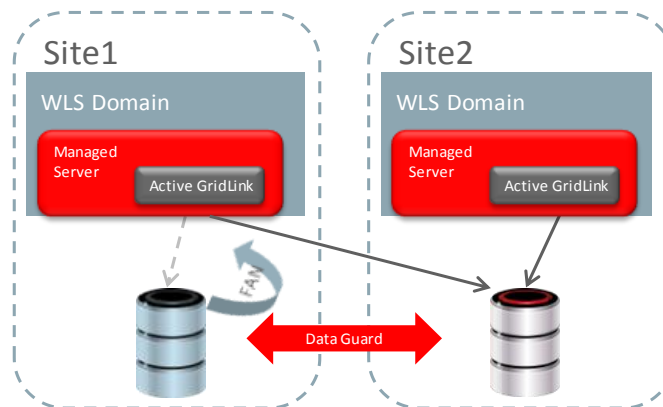 Site1
WLS Domain
Managed
Server
Active GridLink
FAN
Site2
WLS Domain
Managed
Server
Active GridLink
Data Guard